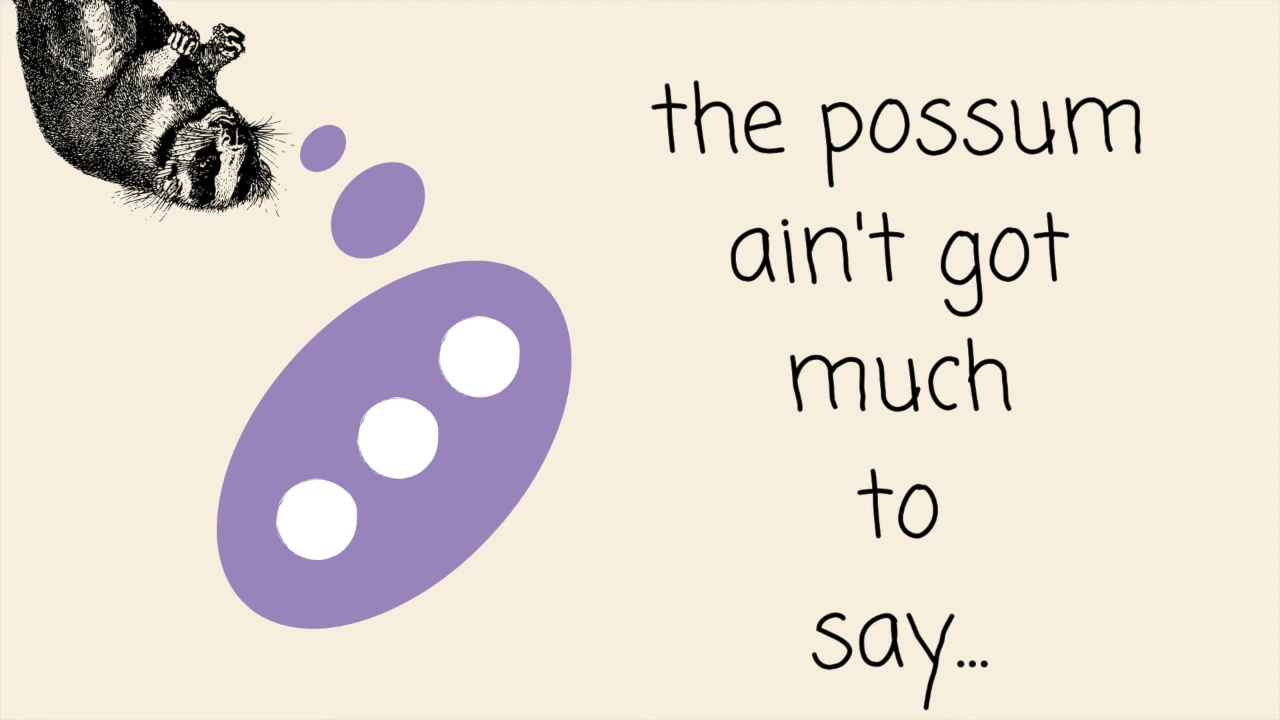 the possum
ain't got
much
to
say...